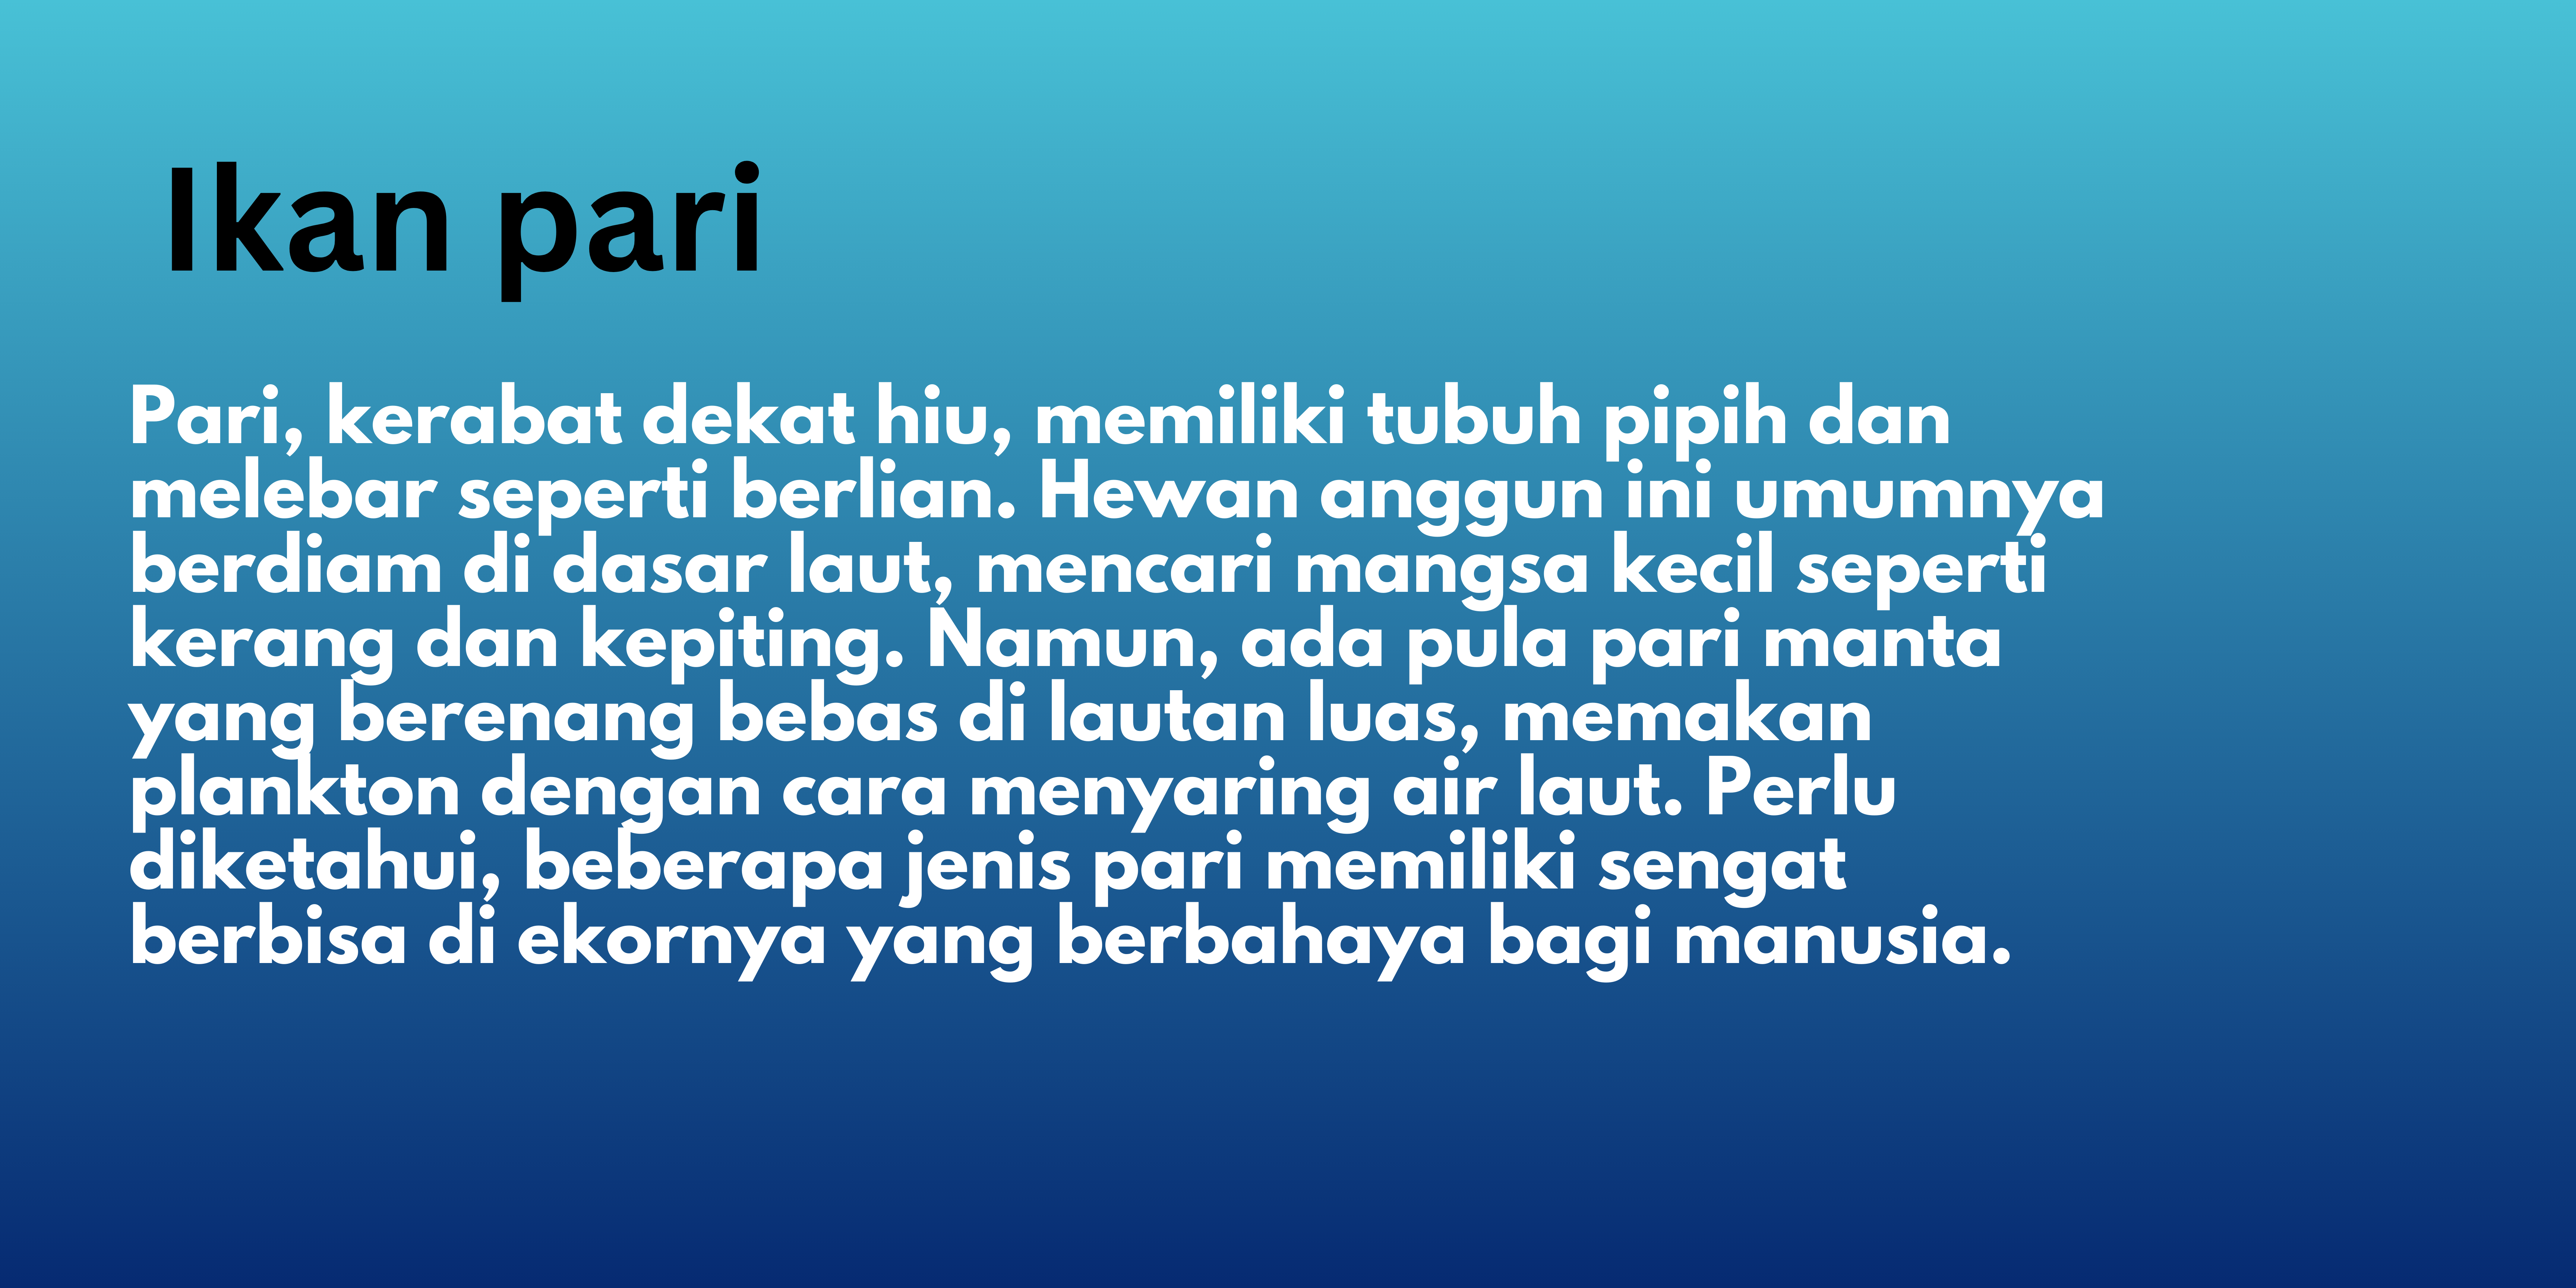 Ikan pari
Pari, kerabat dekat hiu, memiliki tubuh pipih dan
melebar seperti berlian. Hewan anggun ini umumnya
berdiam di dasar laut, mencari mangsa kecil seperti
kerang dan kepiting. Namun, ada pula pari manta
yang berenang bebas di lautan luas, memakan
plankton dengan cara menyaring air laut. Perlu
diketahui, beberapa jenis pari memiliki sengat
berbisa di ekornya yang berbahaya bagi manusia.